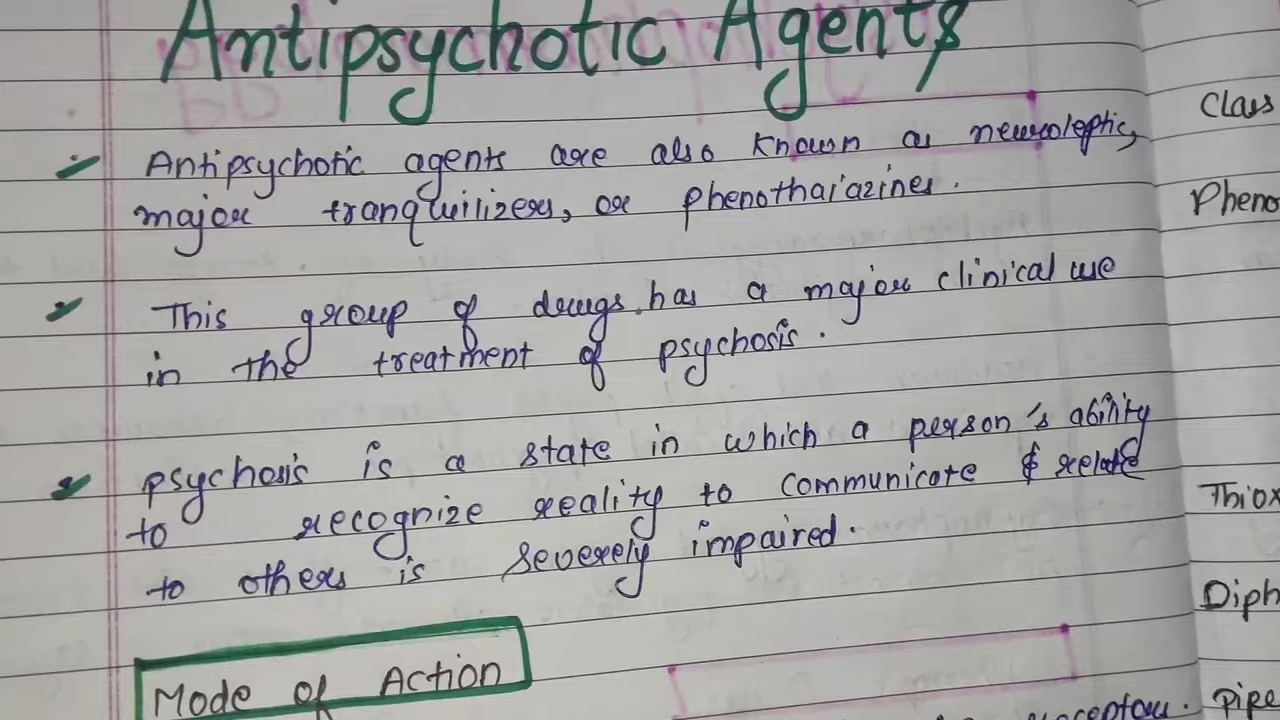 Antipsychotic Agents
Antipsychotic agents are also known as neuroleptic,
major tranquilizers, or phenothaiazines.
This group of drugs has a major clinical use
in the treatment of psychosis.
psychosis is a state in which a person's ability
to recognize reality to communicate & relate
to others is severely impaired.
Mode of Action
Class
Pheno
Thiox
Diph
Pipe